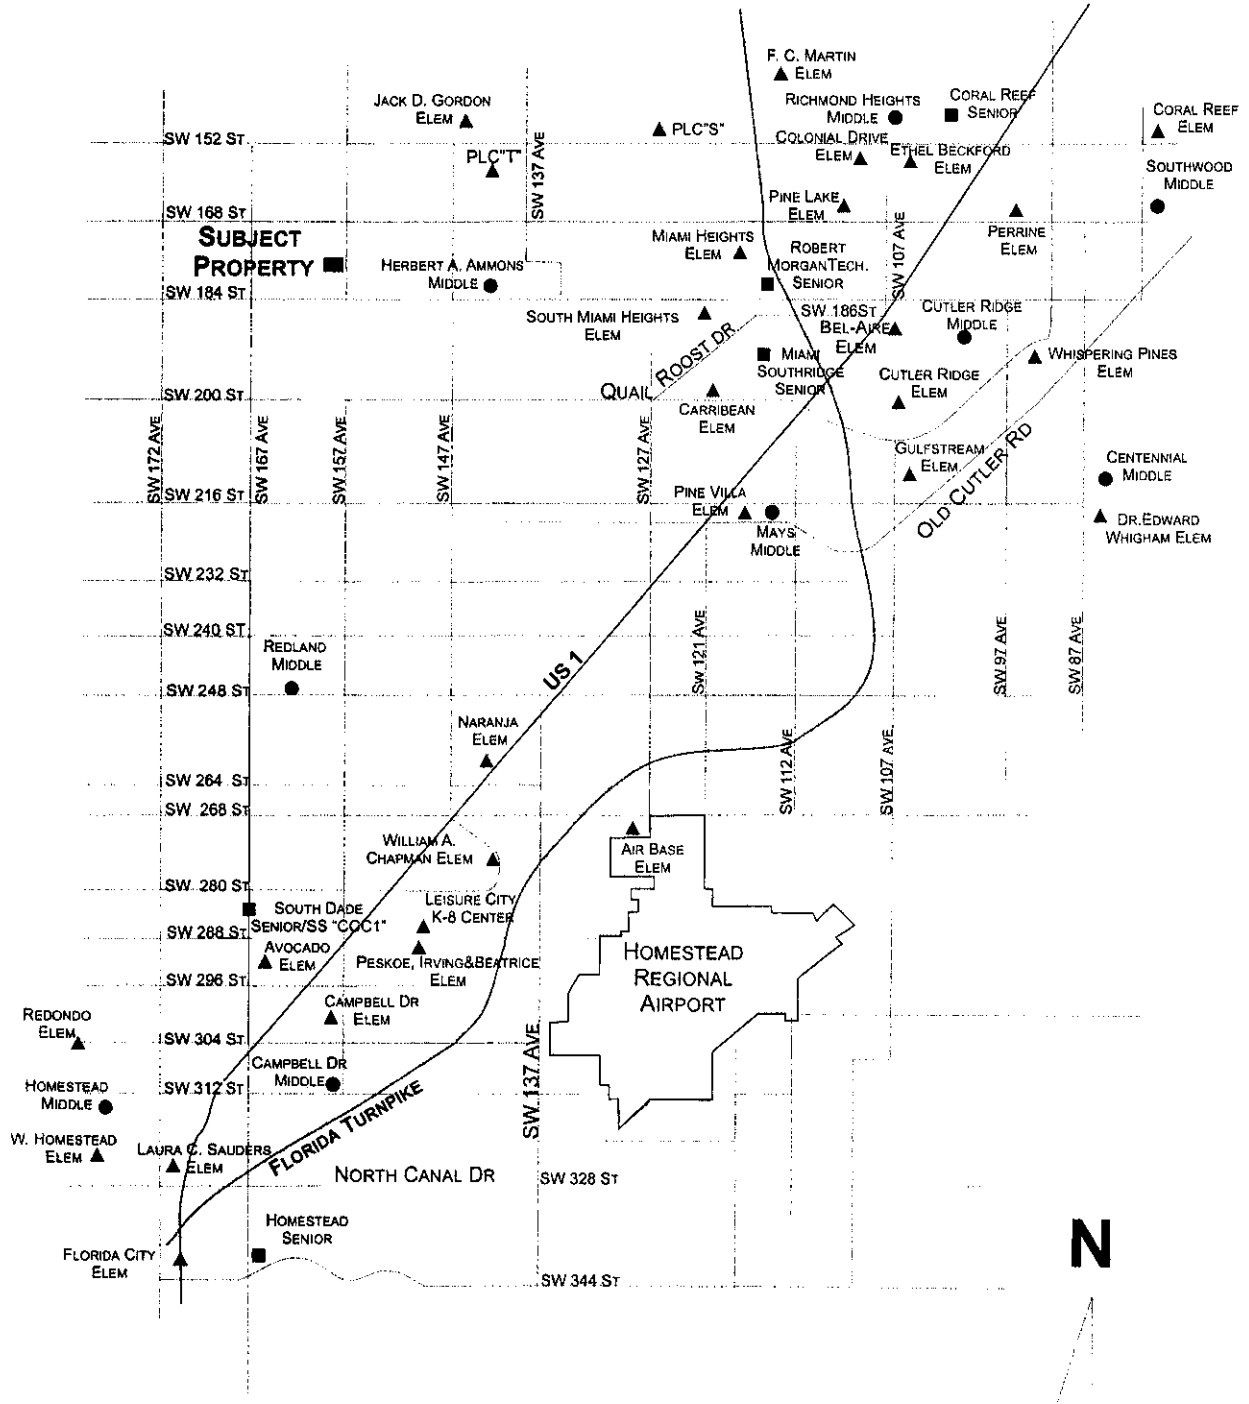 F. C. MARTIN
ELEM
JACK D. GORDON
ELEM
RICHMOND HEIGHTS
MIDDLE
CORAL REEF
SENIOR
CORAL REEF
ELEM
SW 152 ST
SW 137 AVE
PLC"S"
COLONIAL DRIVE
ELEM
ETHEL BECKFORD
ELEM
PLC"T"
SOUTHWOOD
MIDDLE
PINE LAKE
ELEM
SW 168 ST
SW 107 AVE
PERRINE
ELEM
SUBJECT
PROPERTY
MIAMI HEIGHTS
ELEM
ROBERT
MORGANTECH.
SENIOR
HERBERT A. AMMONS
MIDDLE
SW 184 ST
SOUTH MIAMI HEIGHTS
ELEM
SW 186ST
BEL-AIRE
ELEM
CUTLER RIDGE
MIDDLE
QUAIL ROOST DR.
MIAMI
SOUTHRIDGE
SENIOR
WHISPERING PINES
ELEM
CUTLER RIDGE
ELEM
SW 200 ST
CARRIBEAN
ELEM
SW 172 AVE
SW 167 AVE
SW 157 AVE
SW 147 AVE
SW 127 AVE
GULFSTREAM
ELEM.
OLD CUTLER RD
CENTENNIAL
MIDDLE
SW 216 ST
PINE VILLA
ELEM
MAYS
MIDDLE
DR.EDWARD
WHIGHAM ELEM
SW 232 ST
SW 240 ST
REDLAND
MIDDLE
US 1
SW 121 AVE
SW 97 AVE
SW 87 AVE
SW 248 ST
NARANJA
ELEM
SW 112 AVE
SW 107 AVE
SW 264 ST
SW 268 ST
WILLIAM A.
CHAPMAN ELEM
AIR BASE
ELEM
SW 280 ST
SOUTH DADE
SENIOR/SS "CCC1"
LEISURE CITY
K-8 CENTER
SW 288 ST
AVOCADO
ELEM
PESKOE, IRVING&BEATRICE
ELEM
HOMESTEAD
REGIONAL
AIRPORT
SW 296 ST
CAMPBELL DR
ELEM
REDONDO
ELEM
SW 304 ST
SW 137 AVE
CAMPBELL DR
MIDDLE
HOMESTEAD
MIDDLE
SW 312 ST
FLORIDA TURNPIKE
W. HOMESTEAD
ELEM
LAURA C. SAUDERS
ELEM
NORTH CANAL DR
SW 328 ST
HOMESTEAD
SENIOR
FLORIDA CITY
ELEM
SW 344 ST
N